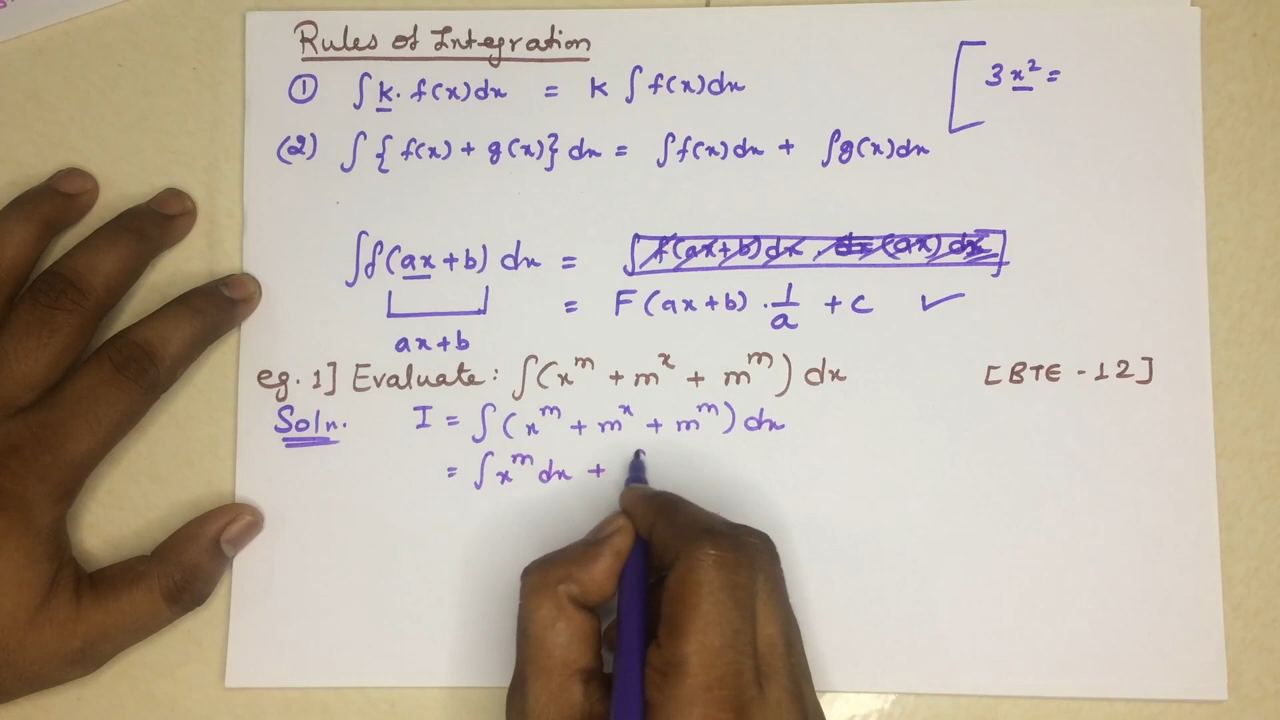 Rules of Integration
① ∫ k. f(x)dx = k ∫ f(x)dx
[ 3x² =
(2) ∫ { f(x) + g(x)} dx = ∫f(x)dx + ∫g(x)dx
∫f(ax+b) dx =
ax+b
= F(ax+b) . 1/a + c ✓
eg. 1] Evaluate: ∫(x^m + m^x + m^m) dx [BTE - 12]
Soln. I = ∫(x^m + m^x + m^m) dx
= ∫x^m dx +